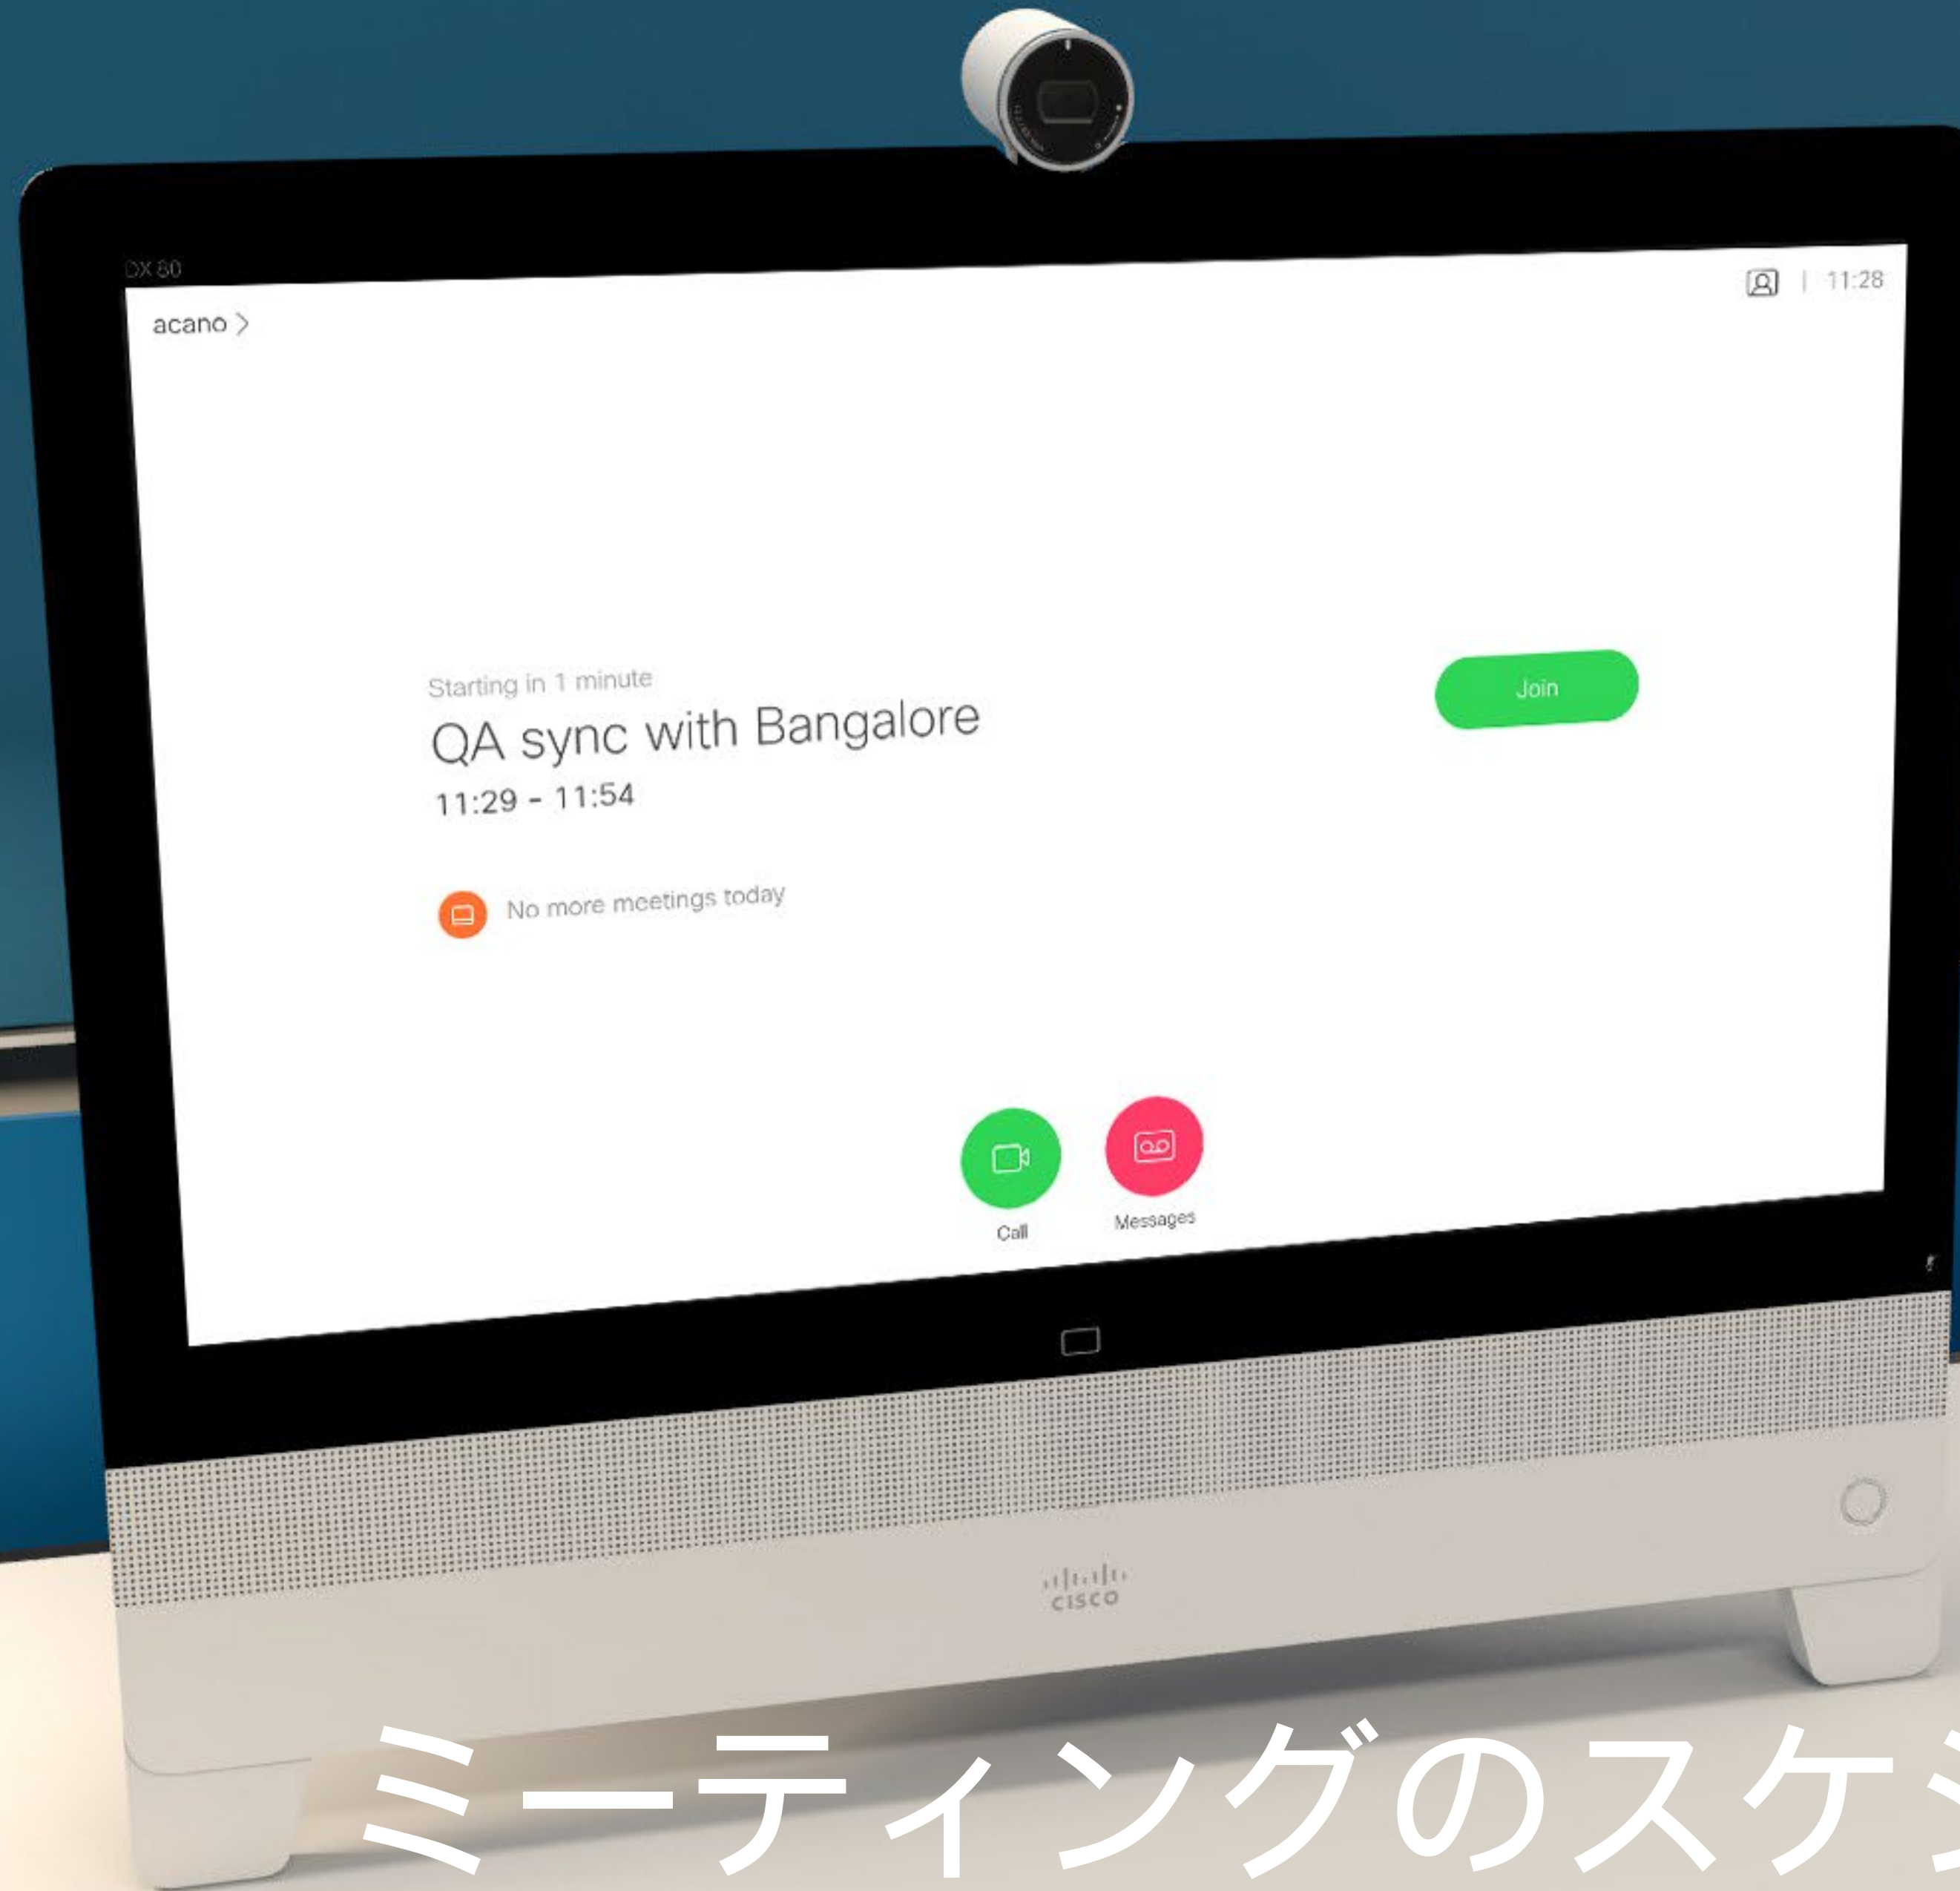 DX 80
acano >
11:28
Starting in 1 minute
QA sync with Bangalore
11:29 - 11:54
Join
No more meetings today
Call
Messages
CISCO
ミーティングのスケジ